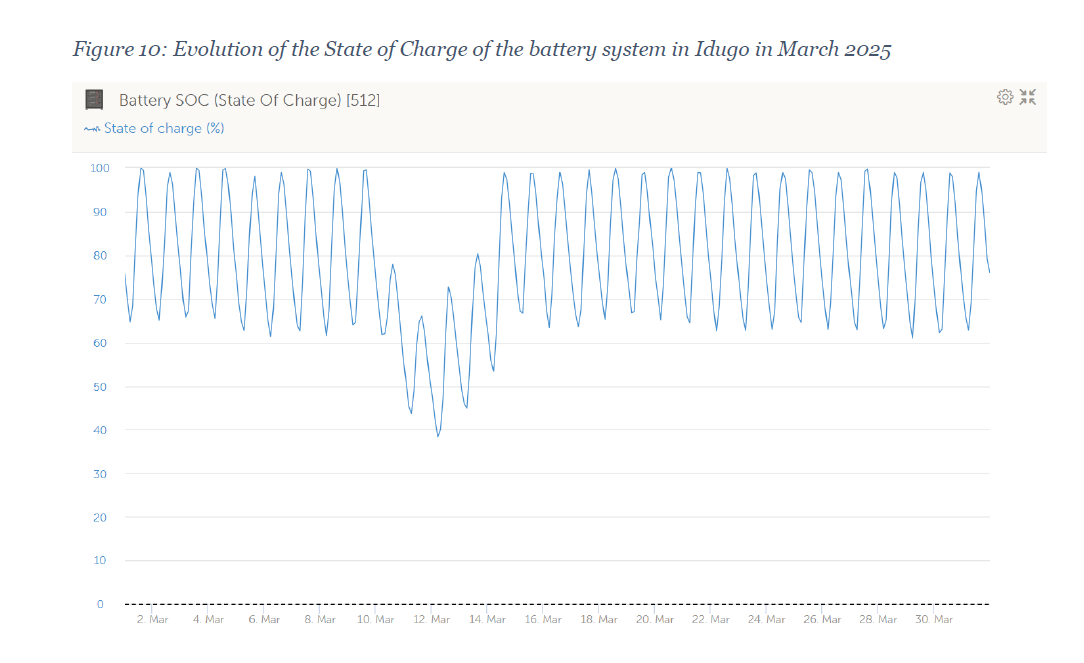 Figure 10: Evolution of the State of Charge of the battery system in Idugo in March 2025
Battery SOC (State Of Charge) [512]
State of charge (%)
100
90
80
70
60
50
40
30
20
10
0
2. Mar 4. Mar 6. Mar 8. Mar 10. Mar 12. Mar 14. Mar 16. Mar 18. Mar 20. Mar 22. Mar 24. Mar 26. Mar 28. Mar 30. Mar